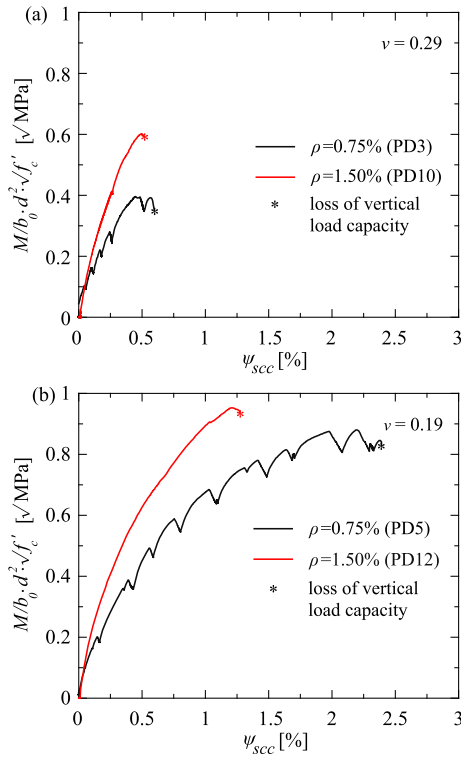 (a)
v = 0.29
1
0.8
0.6
0.4
0.2
0
M/b₀·d²·√f′c [√MPa]
ρ=0.75% (PD3)
ρ=1.50% (PD10)
* loss of vertical
load capacity
0 0.5 1 1.5 2 2.5 3
ψscc [%]
(b)
v = 0.19
1
0.8
0.6
0.4
0.2
0
M/b₀·d²·√f′c [√MPa]
ρ=0.75% (PD5)
ρ=1.50% (PD12)
* loss of vertical
load capacity
0 0.5 1 1.5 2 2.5 3
ψscc [%]